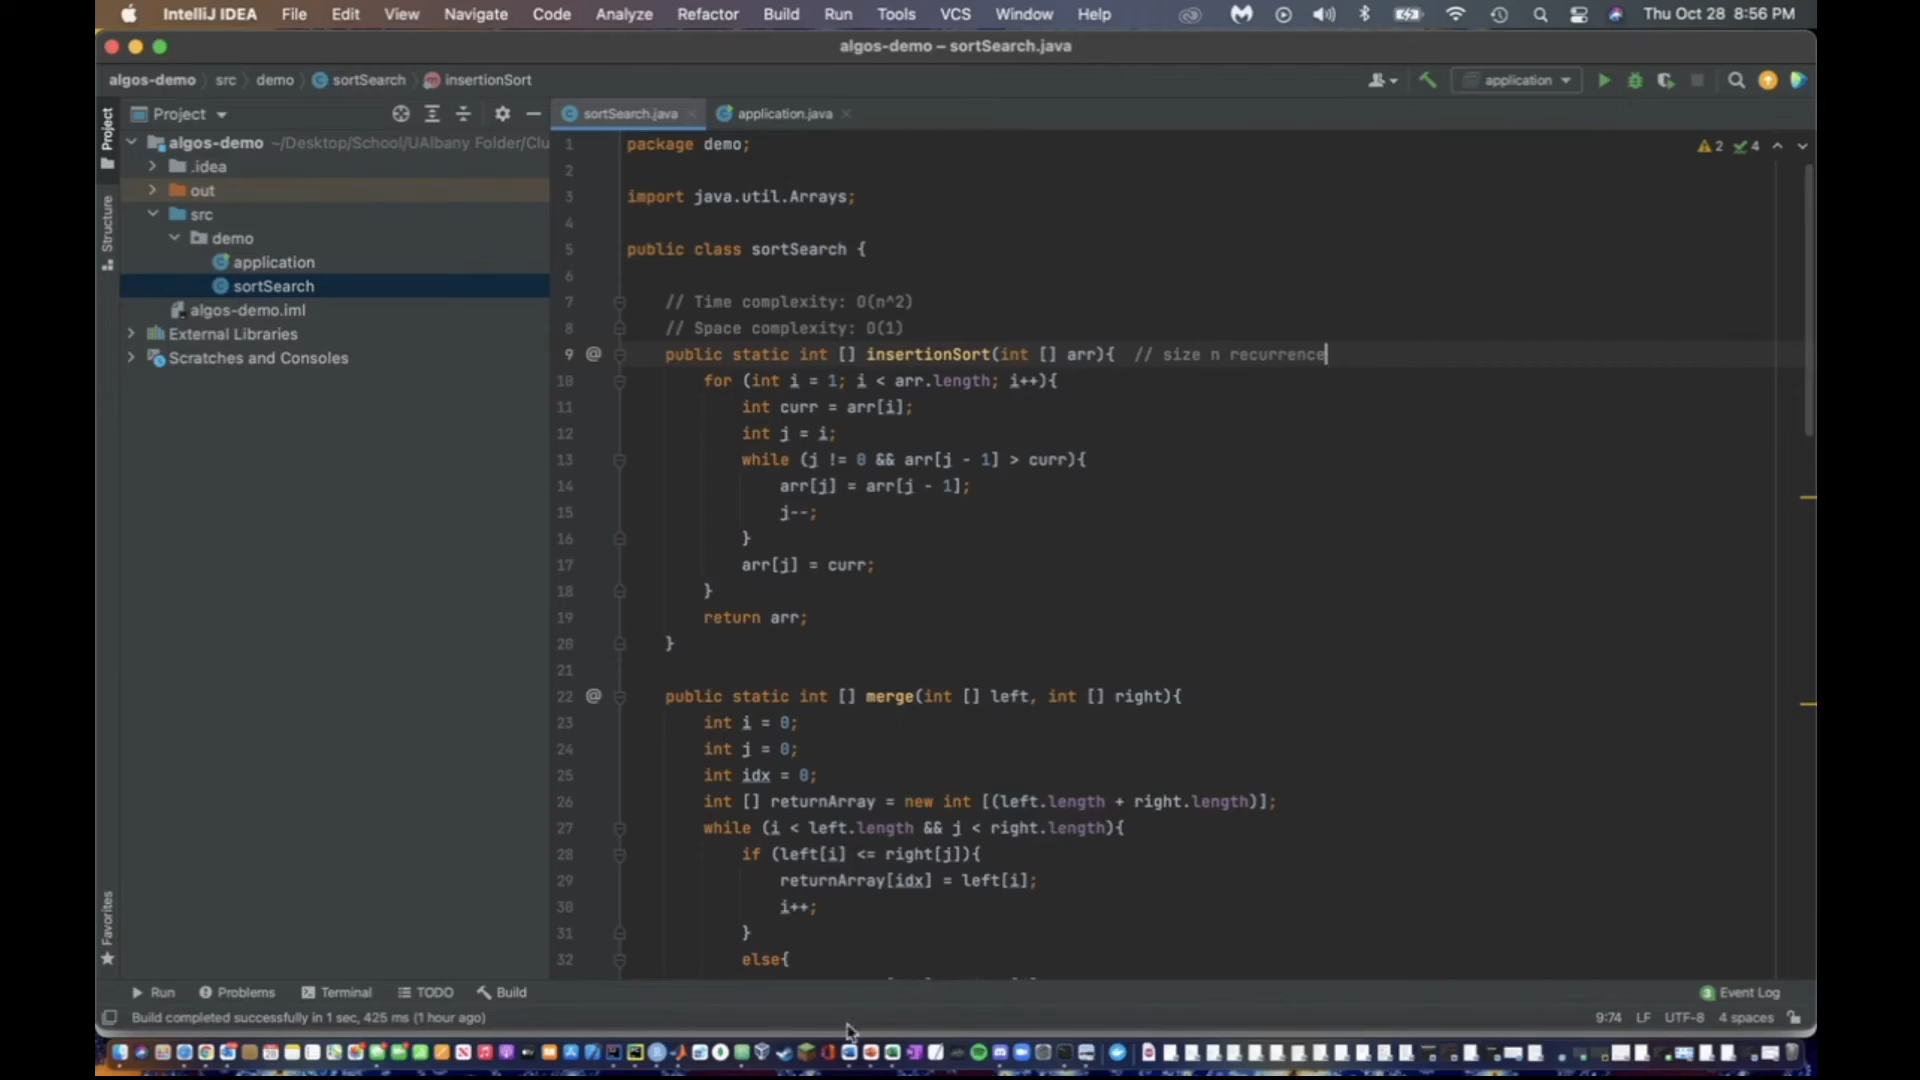 IntelliJ IDEA File Edit View Navigate Code Analyze Refactor Build Run Tools VCS Window Help Thu Oct 28 8:56 PM
algos-demo – sortSearch.java
algos-demo src demo sortSearch insertionSort application
Project sortSearch.java application.java
Project
Structure
Favorites
algos-demo ~/Desktop/School/UAlbany Folder/Clu
.idea
out
src
demo
application
sortSearch
algos-demo.iml
External Libraries
Scratches and Consoles
2 4
1 package demo;
2
3 import java.util.Arrays;
4
5 public class sortSearch {
6
7 // Time complexity: O(n^2)
8 // Space complexity: O(1)
9 @ public static int [] insertionSort(int [] arr){ // size n recurrence
10 for (int i = 1; i < arr.length; i++){
11 int curr = arr[i];
12 int j = i;
13 while (j != 0 && arr[j - 1] > curr){
14 arr[j] = arr[j - 1];
15 j--;
16 }
17 arr[j] = curr;
18 }
19 return arr;
20 }
21
22 @ public static int [] merge(int [] left, int [] right){
23 int i = 0;
24 int j = 0;
25 int idx = 0;
26 int [] returnArray = new int [(left.length + right.length)];
27 while (i < left.length && j < right.length){
28 if (left[i] <= right[j]){
29 returnArray[idx] = left[i];
30 i++;
31 }
32 else{
Run Problems Terminal TODO Build 3 Event Log
Build completed successfully in 1 sec, 425 ms (1 hour ago) 9:74 LF UTF-8 4 spaces